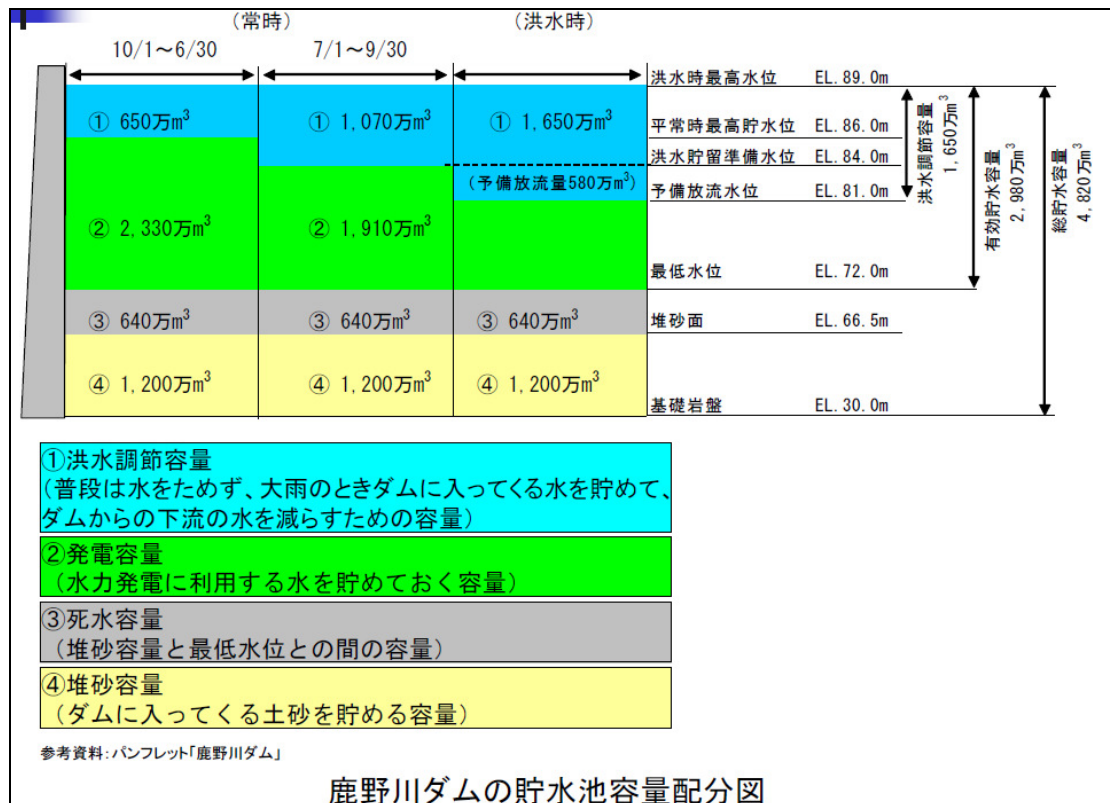 (常時)
(洪水時)
10/1～6/30
7/1～9/30
洪水時最高水位 EL. 89.0m
① 650万m³
① 1,070万m³
① 1,650万m³
平常時最高貯水位 EL. 86.0m
洪水貯留準備水位 EL. 84.0m
(予備放流量580万m³)
予備放流水位 EL. 81.0m
洪水調節容量
1,650万m³
有効貯水容量
2,980万m³
総貯水容量
4,820万m³
② 2,330万m³
② 1,910万m³
最低水位 EL. 72.0m
③ 640万m³
③ 640万m³
③ 640万m³
堆砂面 EL. 66.5m
④ 1,200万m³
④ 1,200万m³
④ 1,200万m³
基礎岩盤 EL. 30.0m
①洪水調節容量
(普段は水をためず、大雨のときダムに入ってくる水を貯めて、
ダムからの下流の水を減らすための容量)
②発電容量
(水力発電に利用する水を貯めておく容量)
③死水容量
(堆砂容量と最低水位との間の容量)
④堆砂容量
(ダムに入ってくる土砂を貯める容量)
参考資料:パンフレット「鹿野川ダム」
鹿野川ダムの貯水池容量配分図